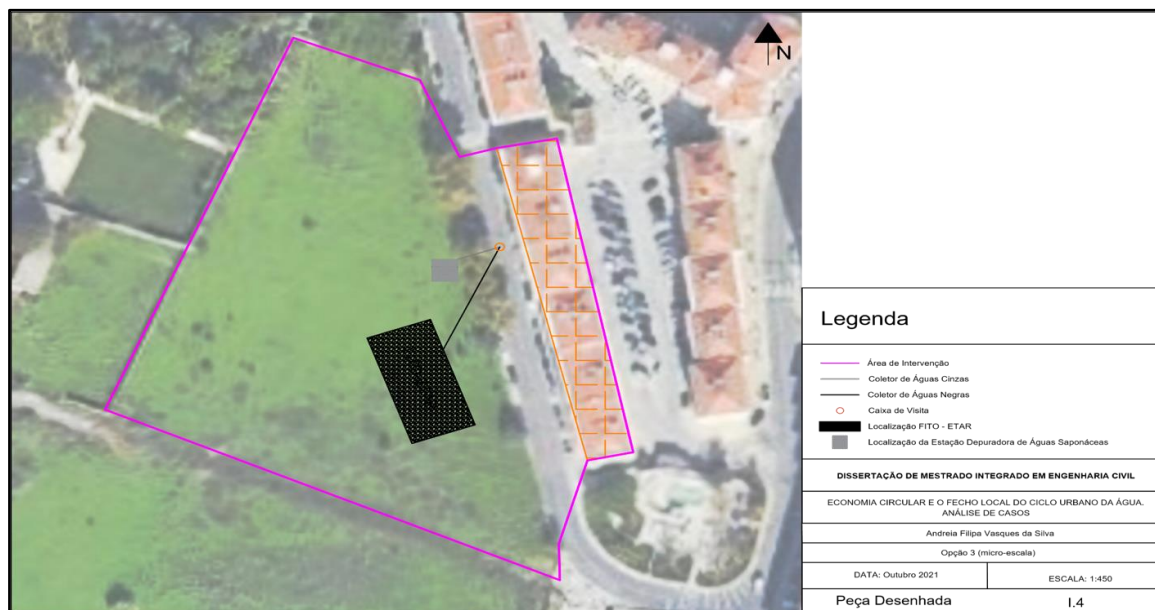 N
Legenda
Área de Intervenção
Coletor de Águas Cinzas
Coletor de Águas Negras
Caixa de Visita
Localização FITO - ETAR
Localização da Estação Depuradora de Águas Saponáceas
DISSERTAÇÃO DE MESTRADO INTEGRADO EM ENGENHARIA CIVIL
ECONOMIA CIRCULAR E O FECHO LOCAL DO CICLO URBANO DA ÁGUA.
ANÁLISE DE CASOS
Andreia Filipa Vasques da Silva
Opção 3 (micro-escala)
DATA: Outubro 2021
ESCALA: 1:450
Peça Desenhada
I.4